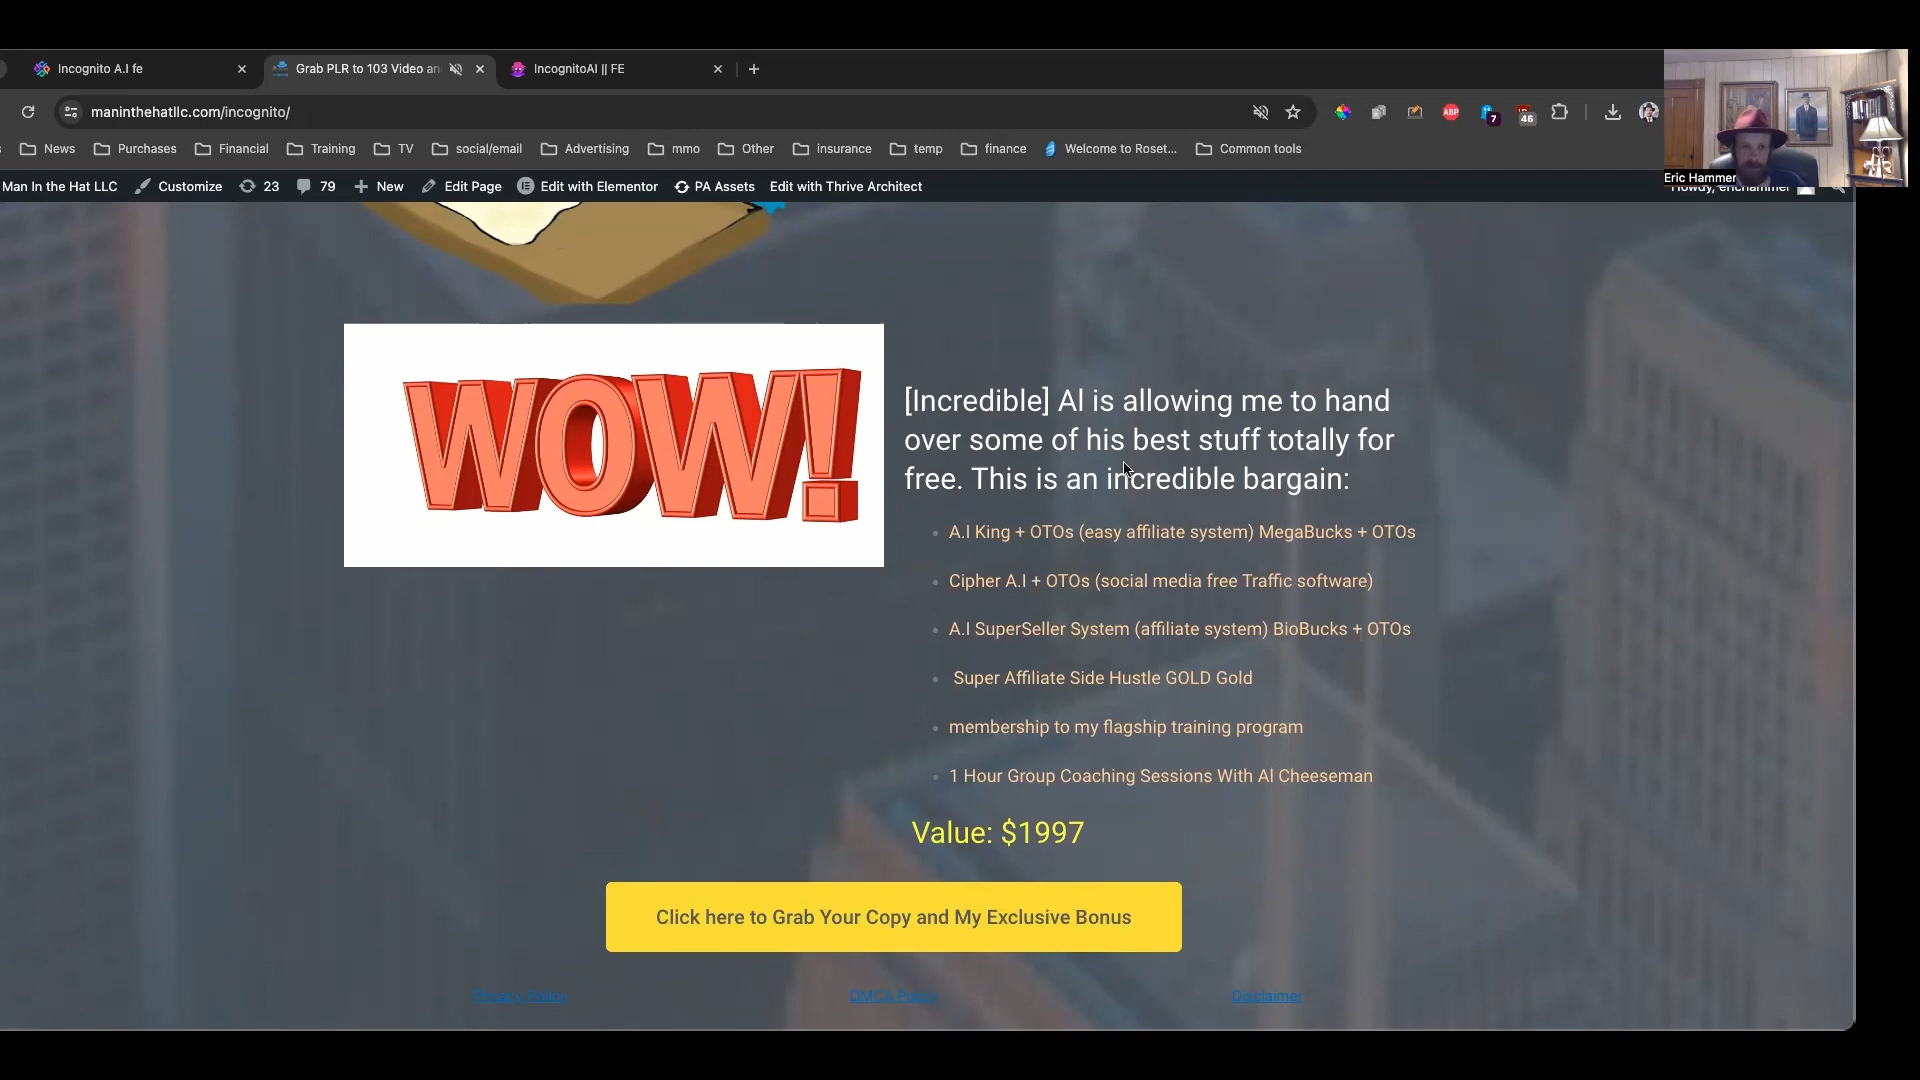 Incognito A.I fe
Grab PLR to 103 Video an
IncognitoAI || FE
maninthehatllc.com/incognito/
ABP
7
46
News
Purchases
Financial
Training
TV
social/email
Advertising
mmo
Other
insurance
temp
finance
Welcome to Roset...
Common tools
Eric Hammer
Man In the Hat LLC
Customize
23
79
New
Edit Page
Edit with Elementor
PA Assets
Edit with Thrive Architect
Howdy, erichammer
WOW!
[Incredible] Al is allowing me to hand
over some of his best stuff totally for
free. This is an incredible bargain:
A.I King + OTOs (easy affiliate system) MegaBucks + OTOs
Cipher A.I + OTOs (social media free Traffic software)
A.I SuperSeller System (affiliate system) BioBucks + OTOs
Super Affiliate Side Hustle GOLD Gold
membership to my flagship training program
1 Hour Group Coaching Sessions With Al Cheeseman
Value: $1997
Click here to Grab Your Copy and My Exclusive Bonus
Privacy Policy
DMCA Policy
Disclaimer